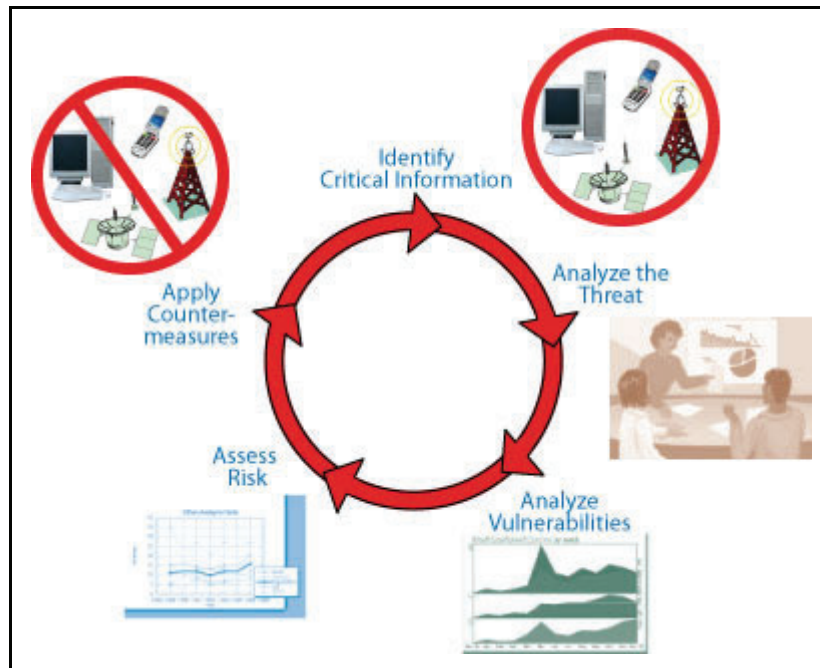 Identify
Critical Information
Analyze the
Threat
Analyze
Vulnerabilities
Assess
Risk
Apply
Counter-
measures